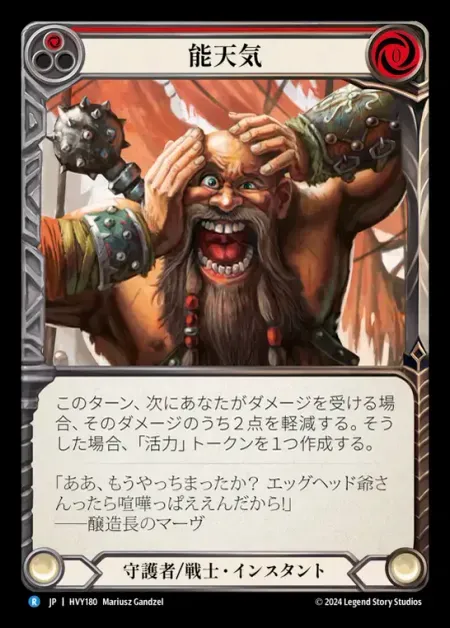 能天気
0
このターン、次にあなたがダメージを受ける場
合、そのダメージのうち２点を軽減する。そう
した場合、「活力」トークンを１つ作成する。
「ああ、もうやっちまったか？ エッグヘッド爺さ
んったら喧嘩っぱええんだから!」
──醸造長のマーヴ
守護者/戦士・インスタント
R JP | HVY180 Mariusz Gandzel
© 2024 Legend Story Studios